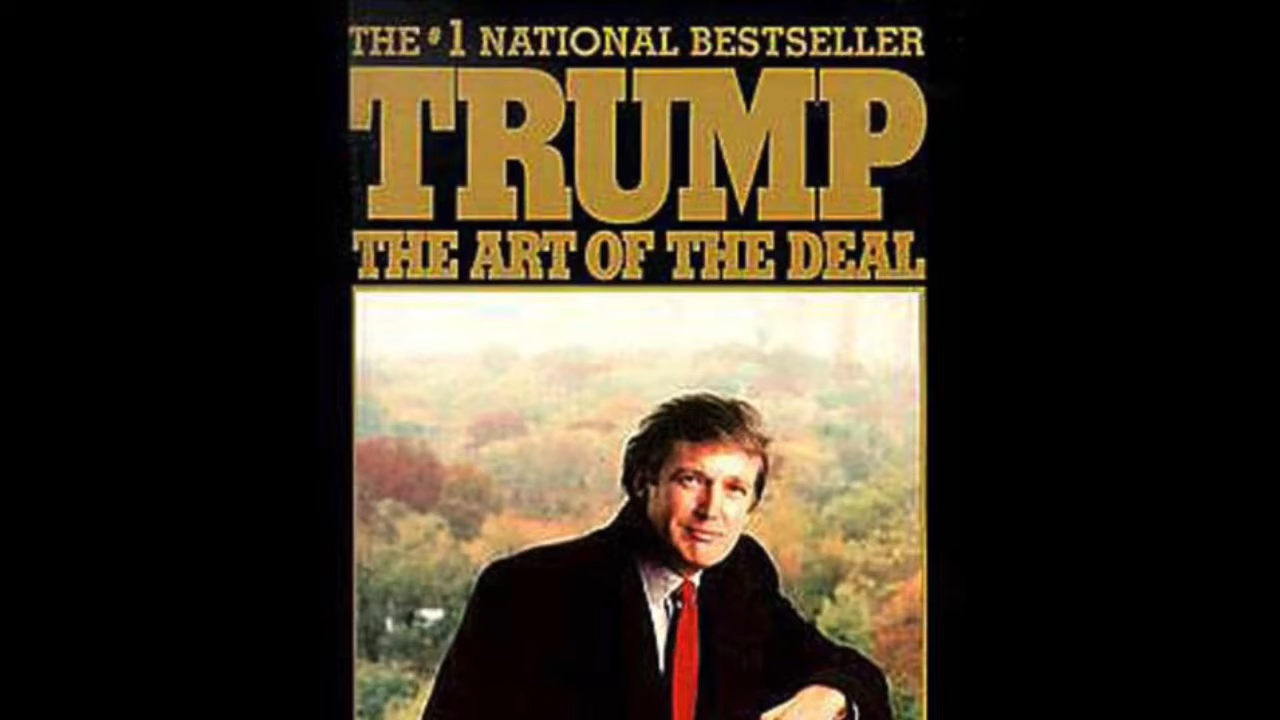 THE #1 NATIONAL BESTSELLER
TRUMP
THE ART OF THE DEAL